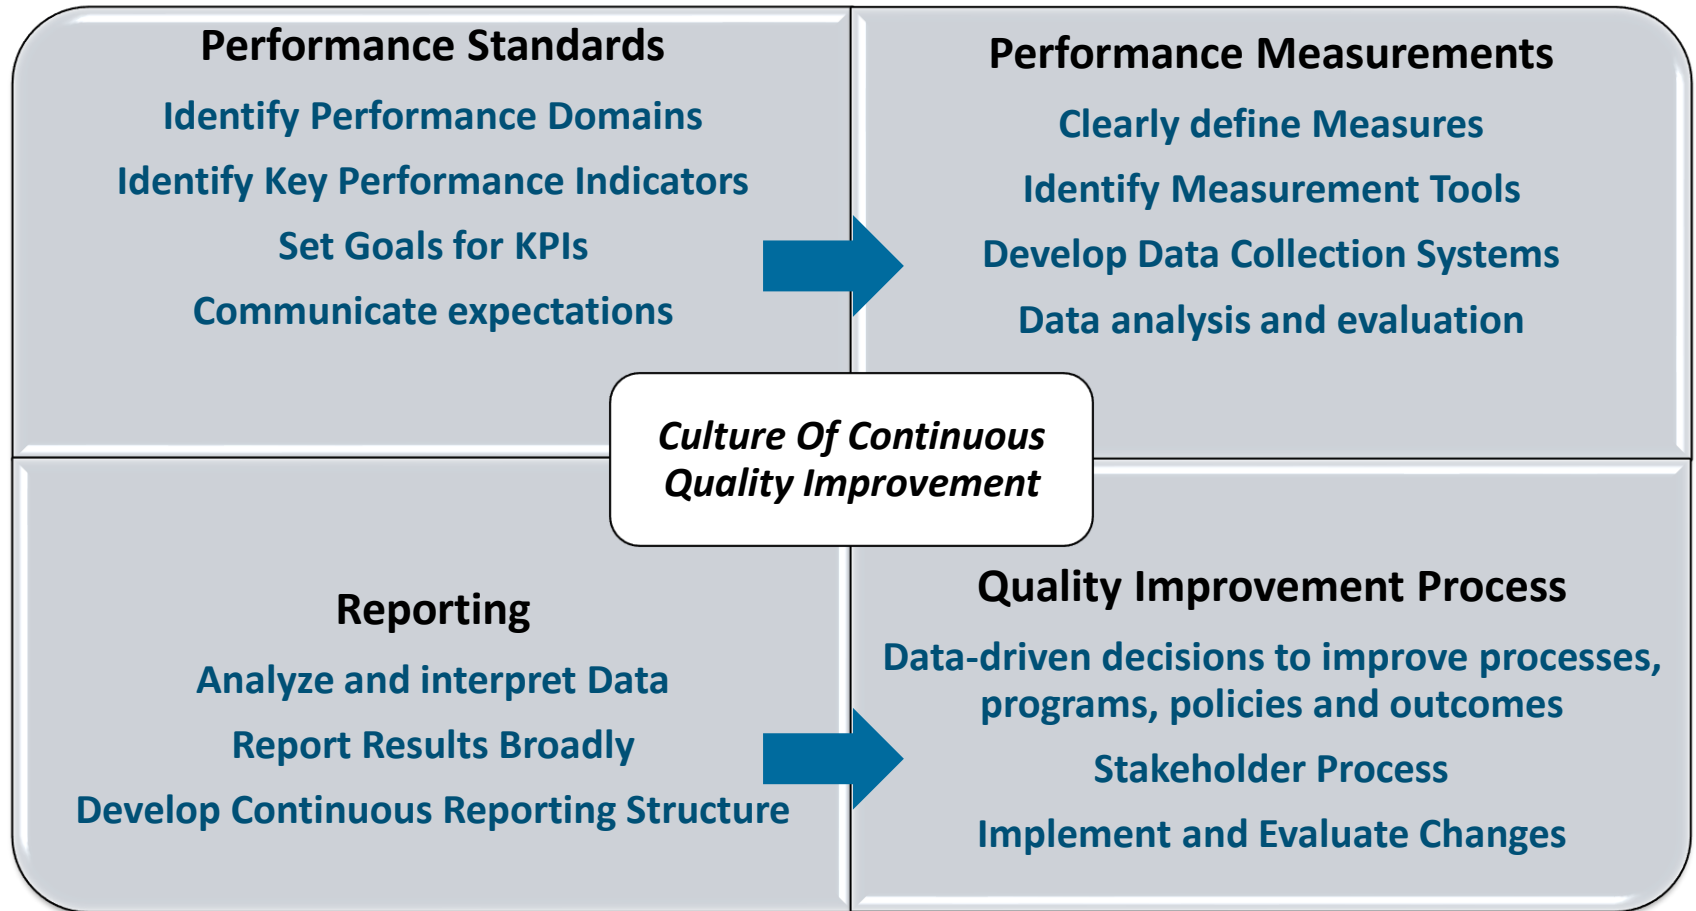 Performance Standards
Identify Performance Domains
Identify Key Performance Indicators
Set Goals for KPIs
Communicate expectations
Performance Measurements
Clearly define Measures
Identify Measurement Tools
Develop Data Collection Systems
Data analysis and evaluation
Culture Of Continuous
Quality Improvement
Reporting
Analyze and interpret Data
Report Results Broadly
Develop Continuous Reporting Structure
Quality Improvement Process
Data-driven decisions to improve processes,
programs, policies and outcomes
Stakeholder Process
Implement and Evaluate Changes